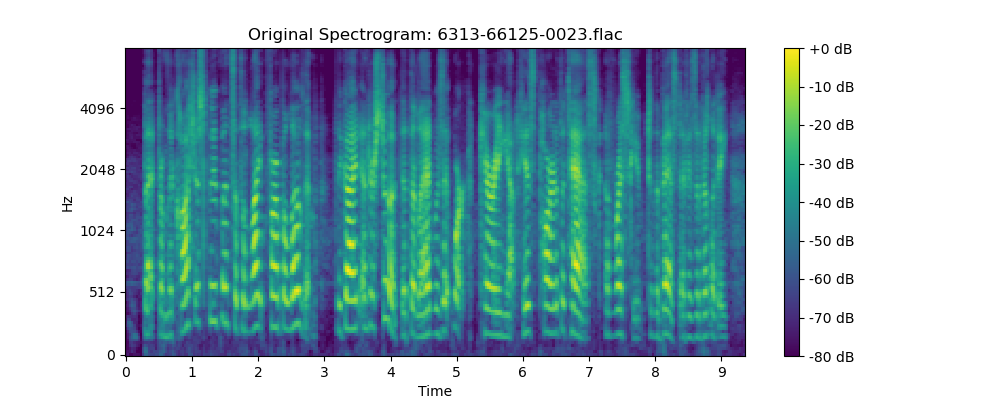 Original Spectrogram: 6313-66125-0023.flac
Hz
4096
2048
1024
512
0
0 1 2 3 4 5 6 7 8 9
Time
+0 dB
-10 dB
-20 dB
-30 dB
-40 dB
-50 dB
-60 dB
-70 dB
-80 dB